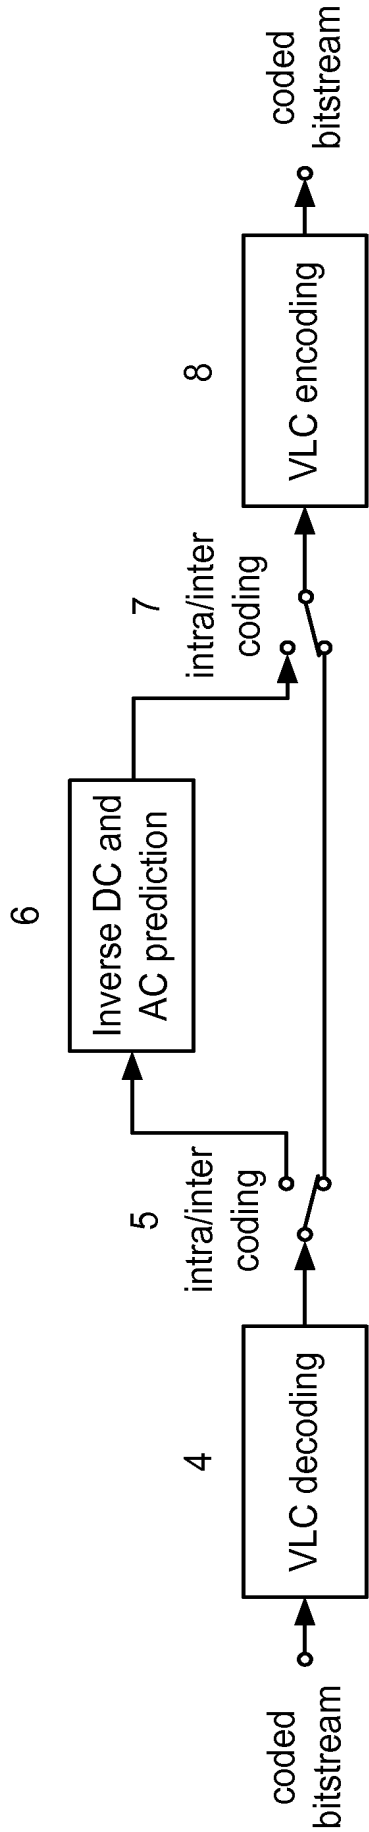 coded
bitstream
4
VLC decoding
5
intra/inter
coding
6
Inverse DC and
AC prediction
7
intra/inter
coding
8
VLC encoding
coded
bitstream